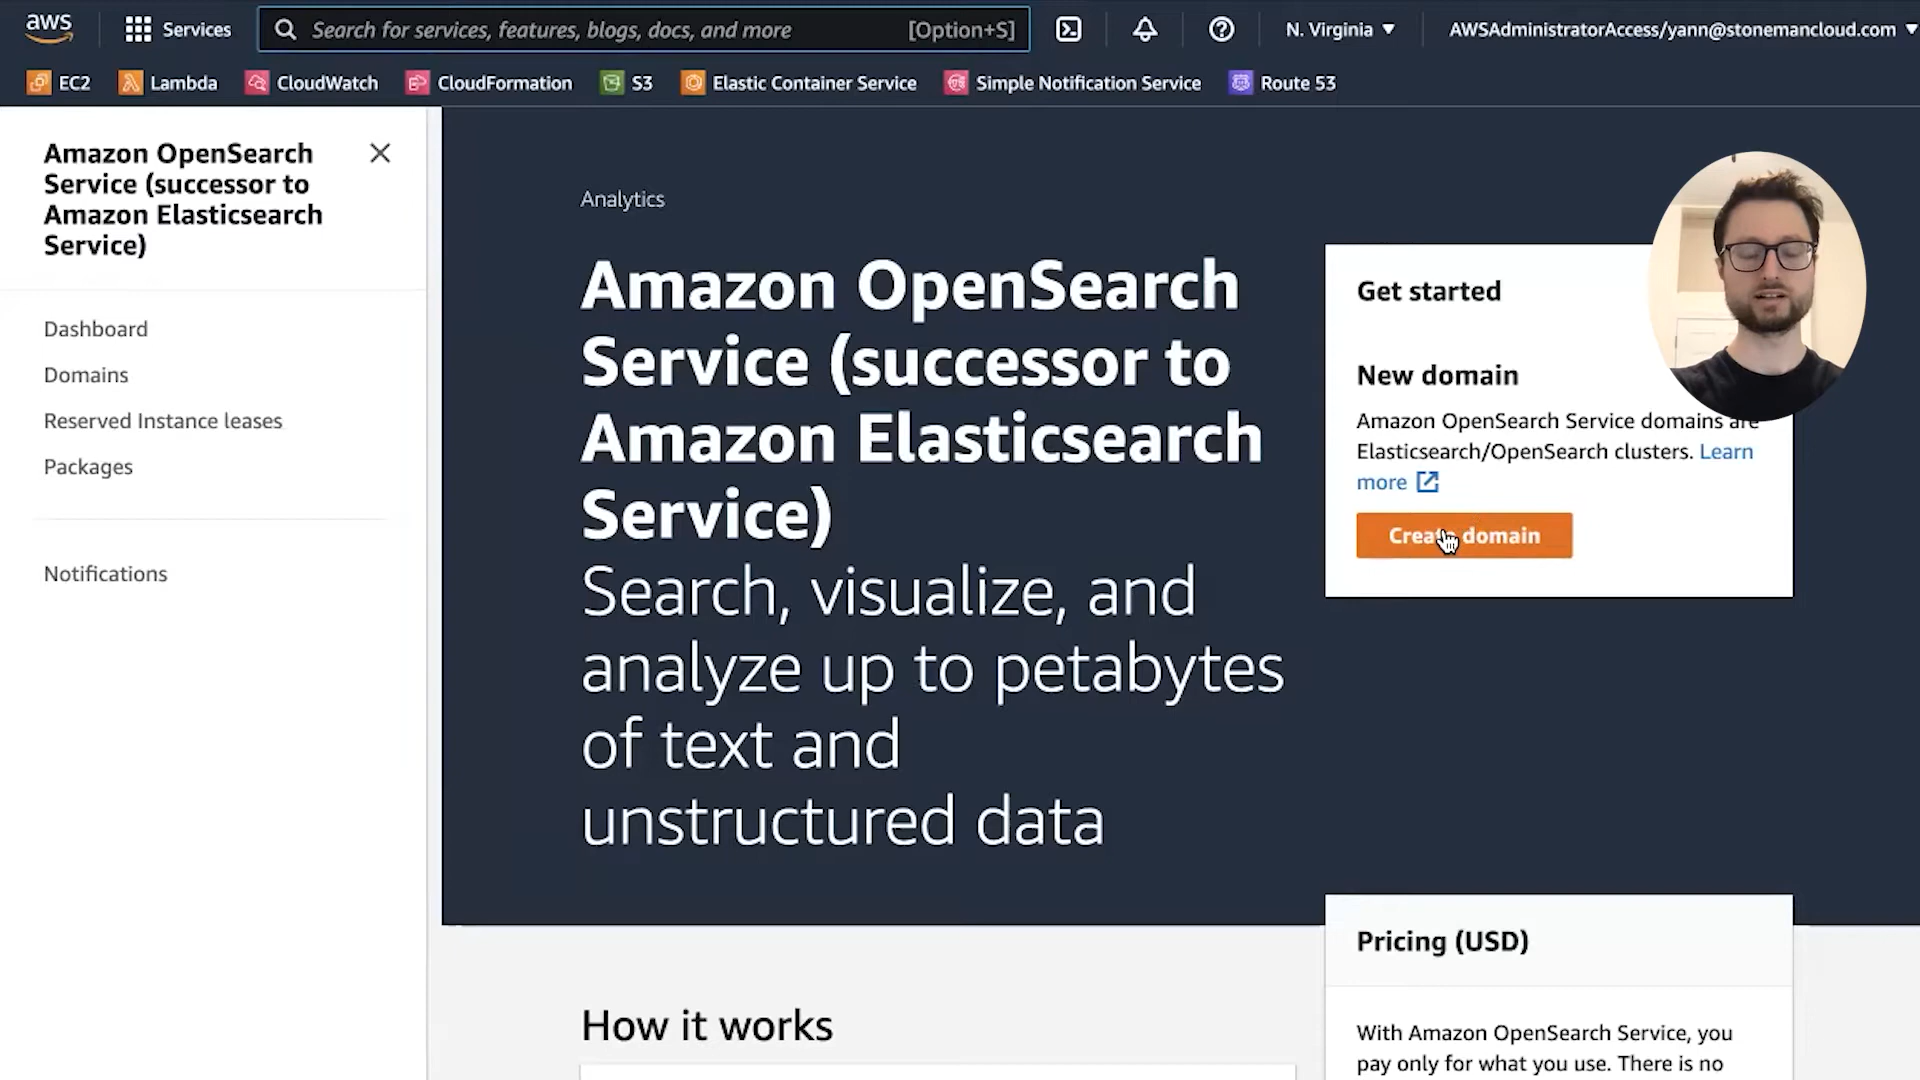 aws
Services
Search for services, features, blogs, docs, and more [Option+S]
N. Virginia
AWSAdministratorAccess/yann@stonemancloud.com
EC2
Lambda
CloudWatch
CloudFormation
S3
Elastic Container Service
Simple Notification Service
Route 53
Amazon OpenSearch
Service (successor to
Amazon Elasticsearch
Service)
Dashboard
Domains
Reserved Instance leases
Packages
Notifications
Analytics
Amazon OpenSearch
Service (successor to
Amazon Elasticsearch
Service)
Search, visualize, and
analyze up to petabytes
of text and
unstructured data
Get started
New domain
Amazon OpenSearch Service domains are
Elasticsearch/OpenSearch clusters. Learn
more
Create domain
Pricing (USD)
With Amazon OpenSearch Service, you
pay only for what you use. There is no
How it works